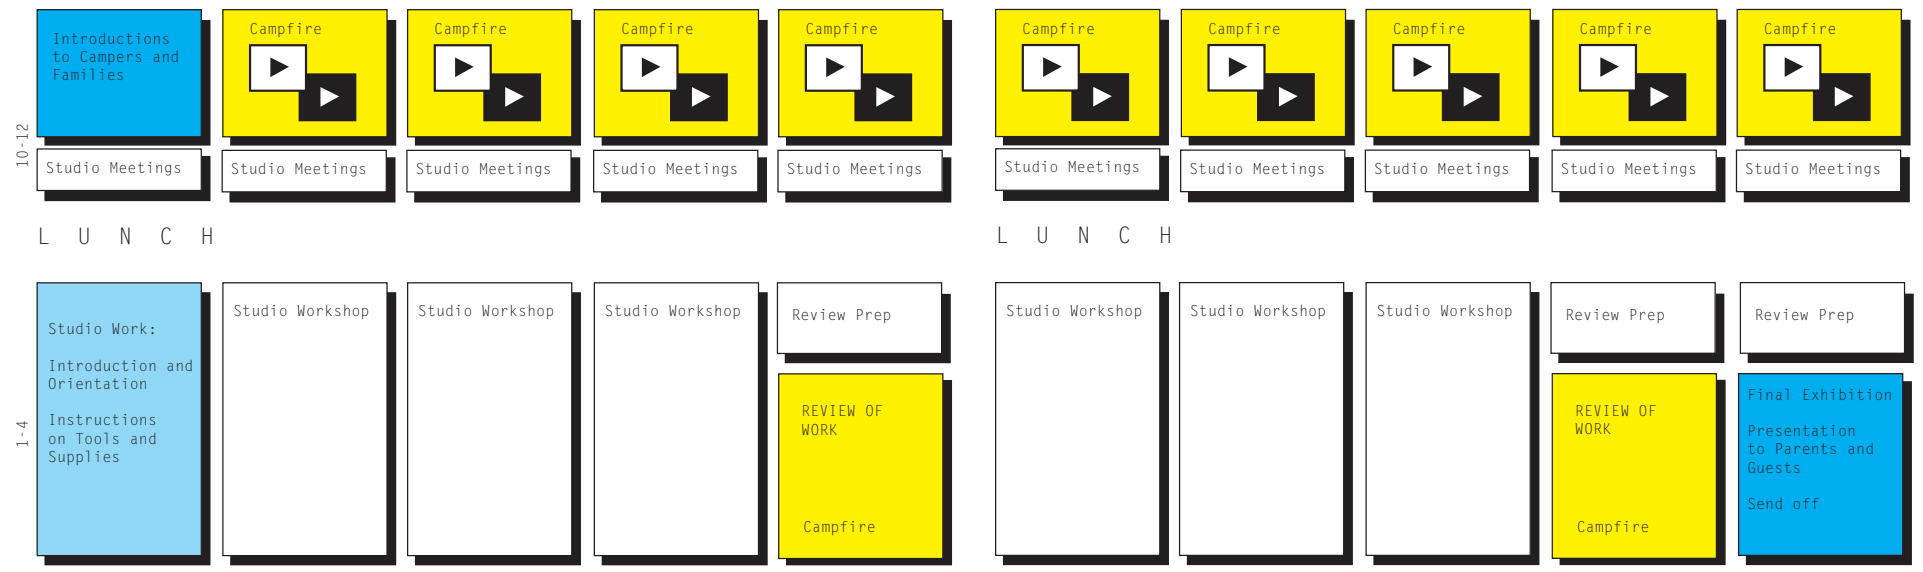 Introductions
to Campers and
Families
Campfire
Campfire
Campfire
Campfire
Campfire
Campfire
Campfire
Campfire
Campfire
10-12
Studio Meetings
Studio Meetings
Studio Meetings
Studio Meetings
Studio Meetings
Studio Meetings
Studio Meetings
Studio Meetings
Studio Meetings
Studio Meetings
LUNCH
LUNCH
1-4
Studio Work:
Introduction and
Orientation
Instructions
on Tools and
Supplies
Studio Workshop
Studio Workshop
Studio Workshop
Review Prep
REVIEW OF
WORK
Campfire
Studio Workshop
Studio Workshop
Studio Workshop
Review Prep
REVIEW OF
WORK
Campfire
Review Prep
Final Exhibition
Presentation
to Parents and
Guests
Send off